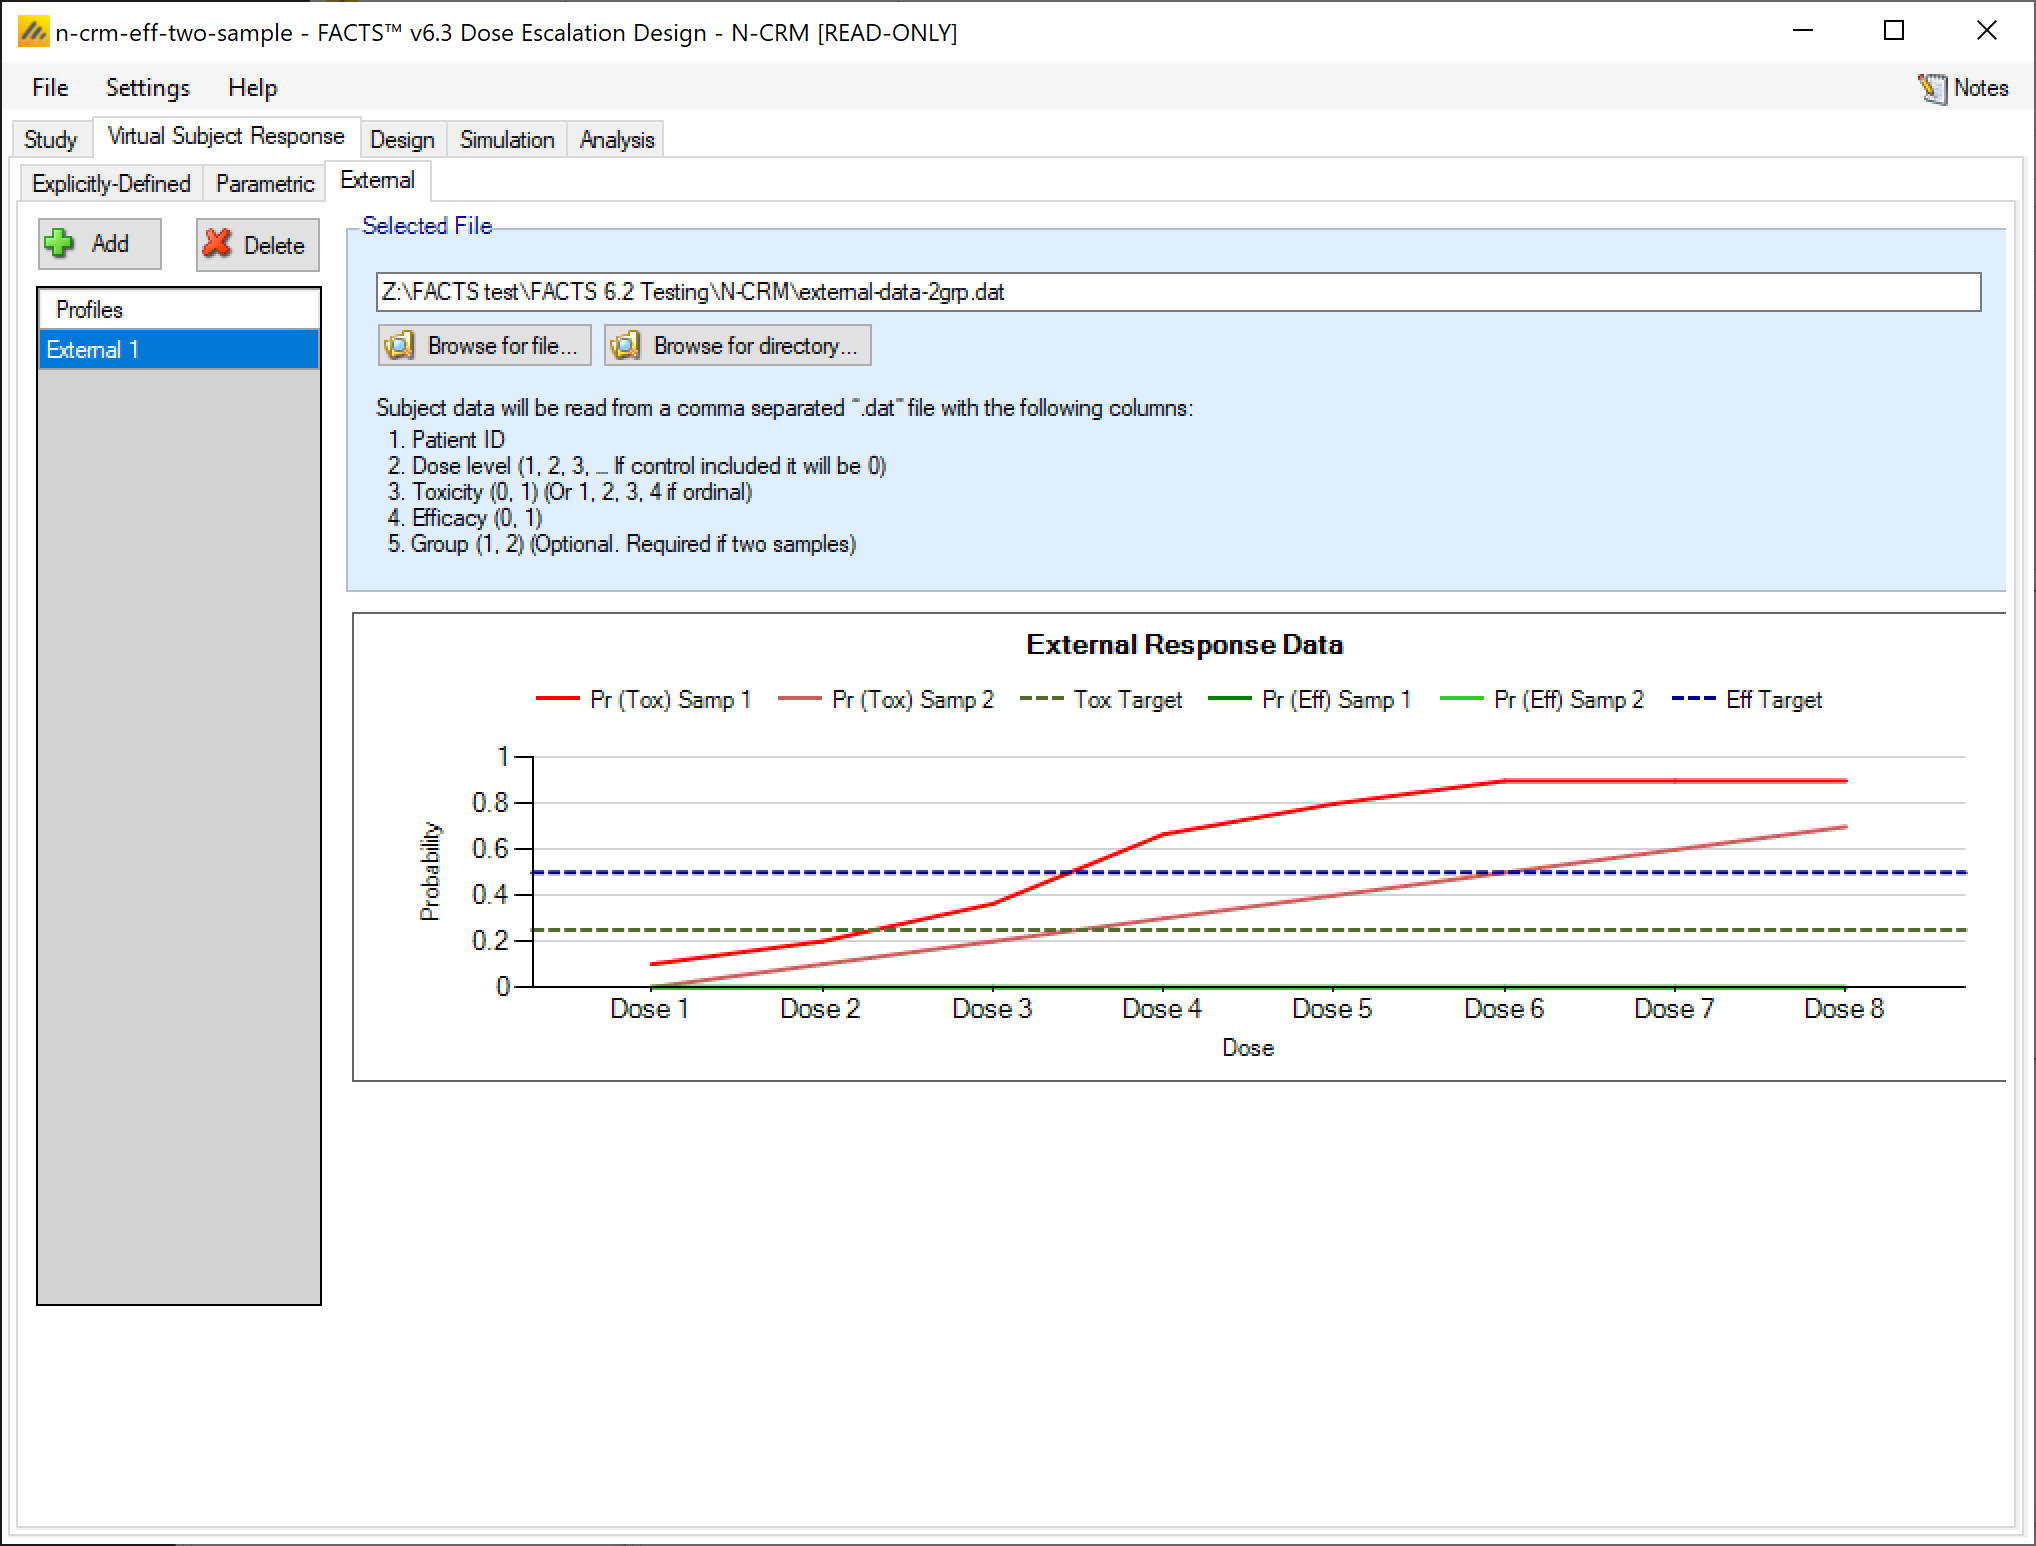 n-crm-eff-two-sample - FACTS™ v6.3 Dose Escalation Design - N-CRM [READ-ONLY]
File Settings Help Notes
Study Virtual Subject Response Design Simulation Analysis
Explicitly-Defined Parametric External
Add Delete
Profiles
External 1
Selected File
Z:\FACTS test\FACTS 6.2 Testing\N-CRM\external-data-2grp.dat
Browse for file... Browse for directory...
Subject data will be read from a comma separated ".dat" file with the following columns:
1. Patient ID
2. Dose level (1, 2, 3, ... If control included it will be 0)
3. Toxicity (0, 1) (Or 1, 2, 3, 4 if ordinal)
4. Efficacy (0, 1)
5. Group (1, 2) (Optional. Required if two samples)
External Response Data
Pr (Tox) Samp 1 Pr (Tox) Samp 2 Tox Target Pr (Eff) Samp 1 Pr (Eff) Samp 2 Eff Target
Probability
1
0.8
0.6
0.4
0.2
0
Dose 1 Dose 2 Dose 3 Dose 4 Dose 5 Dose 6 Dose 7 Dose 8
Dose